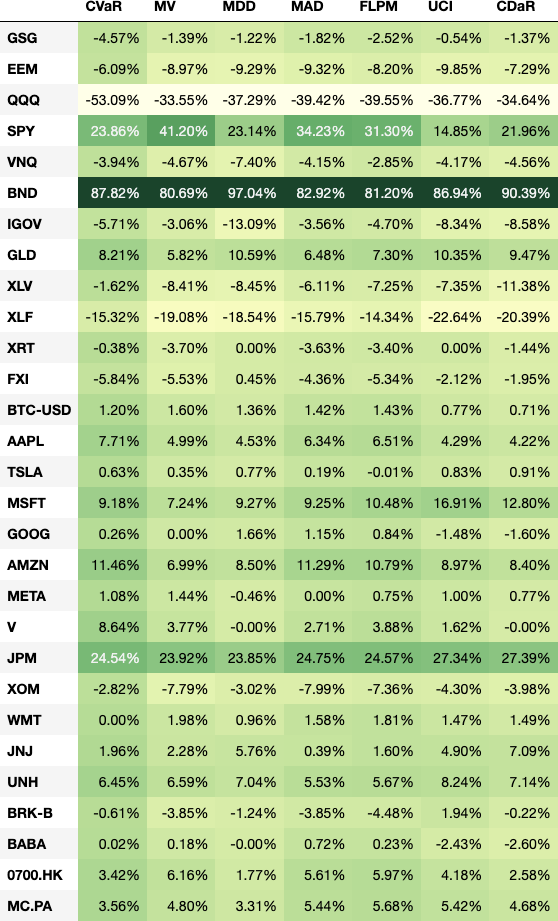 CVaR MV MDD MAD FLPM UCI CDaR
GSG -4.57% -1.39% -1.22% -1.82% -2.52% -0.54% -1.37%
EEM -6.09% -8.97% -9.29% -9.32% -8.20% -9.85% -7.29%
QQQ -53.09% -33.55% -37.29% -39.42% -39.55% -36.77% -34.64%
SPY 23.86% 41.20% 23.14% 34.23% 31.30% 14.85% 21.96%
VNQ -3.94% -4.67% -7.40% -4.15% -2.85% -4.17% -4.56%
BND 87.82% 80.69% 97.04% 82.92% 81.20% 86.94% 90.39%
IGOV -5.71% -3.06% -13.09% -3.56% -4.70% -8.34% -8.58%
GLD 8.21% 5.82% 10.59% 6.48% 7.30% 10.35% 9.47%
XLV -1.62% -8.41% -8.45% -6.11% -7.25% -7.35% -11.38%
XLF -15.32% -19.08% -18.54% -15.79% -14.34% -22.64% -20.39%
XRT -0.38% -3.70% 0.00% -3.63% -3.40% 0.00% -1.44%
FXI -5.84% -5.53% 0.45% -4.36% -5.34% -2.12% -1.95%
BTC-USD 1.20% 1.60% 1.36% 1.42% 1.43% 0.77% 0.71%
AAPL 7.71% 4.99% 4.53% 6.34% 6.51% 4.29% 4.22%
TSLA 0.63% 0.35% 0.77% 0.19% -0.01% 0.83% 0.91%
MSFT 9.18% 7.24% 9.27% 9.25% 10.48% 16.91% 12.80%
GOOG 0.26% 0.00% 1.66% 1.15% 0.84% -1.48% -1.60%
AMZN 11.46% 6.99% 8.50% 11.29% 10.79% 8.97% 8.40%
META 1.08% 1.44% -0.46% 0.00% 0.75% 1.00% 0.77%
V 8.64% 3.77% -0.00% 2.71% 3.88% 1.62% -0.00%
JPM 24.54% 23.92% 23.85% 24.75% 24.57% 27.34% 27.39%
XOM -2.82% -7.79% -3.02% -7.99% -7.36% -4.30% -3.98%
WMT 0.00% 1.98% 0.96% 1.58% 1.81% 1.47% 1.49%
JNJ 1.96% 2.28% 5.76% 0.39% 1.60% 4.90% 7.09%
UNH 6.45% 6.59% 7.04% 5.53% 5.67% 8.24% 7.14%
BRK-B -0.61% -3.85% -1.24% -3.85% -4.48% 1.94% -0.22%
BABA 0.02% 0.18% -0.00% 0.72% 0.23% -2.43% -2.60%
0700.HK 3.42% 6.16% 1.77% 5.61% 5.97% 4.18% 2.58%
MC.PA 3.56% 4.80% 3.31% 5.44% 5.68% 5.42% 4.68%